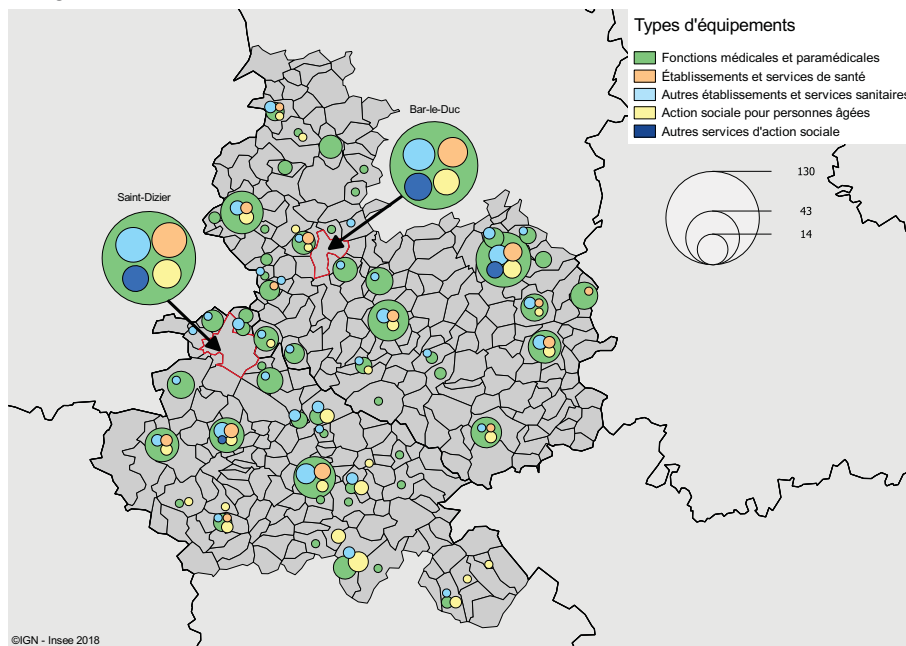 Types d'équipements
Fonctions médicales et paramédicales
Établissements et services de santé
Autres établissements et services sanitaires
Action sociale pour personnes âgées
Autres services d'action sociale
Bar-le-Duc
Saint-Dizier
130
43
14
©IGN - Insee 2018